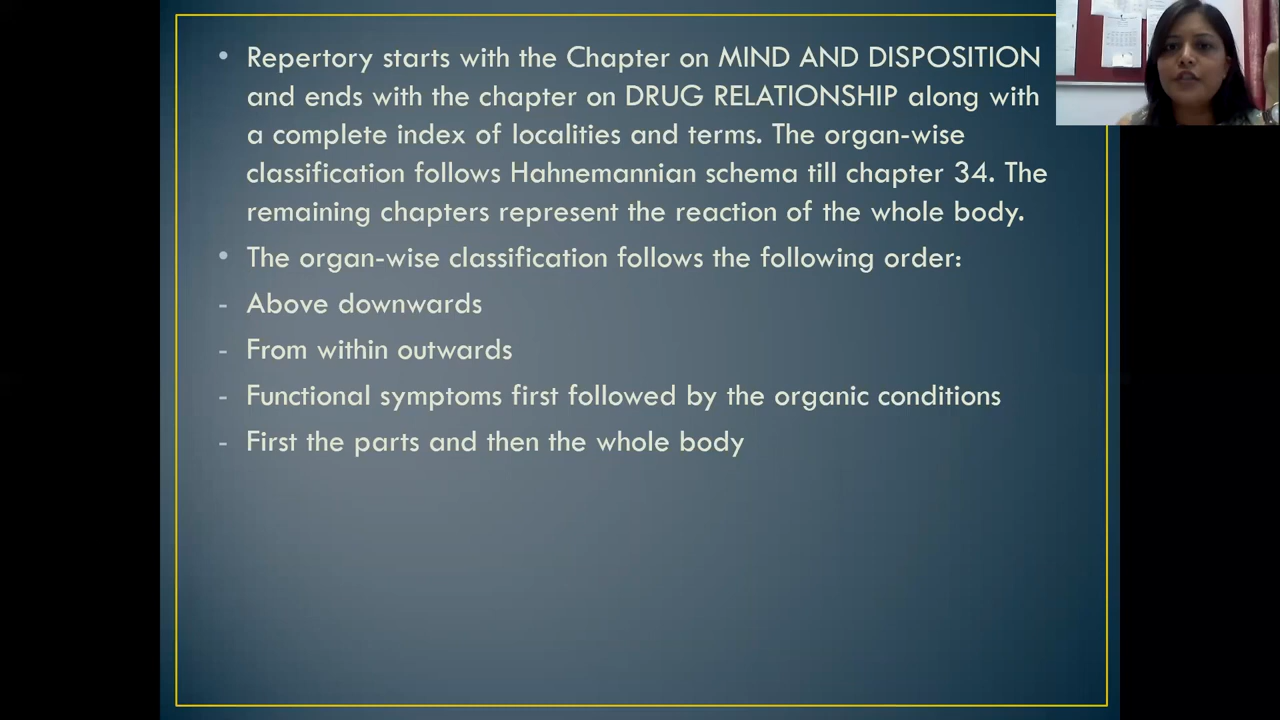 • Repertory starts with the Chapter on MIND AND DISPOSITION
and ends with the chapter on DRUG RELATIONSHIP along with
a complete index of localities and terms. The organ-wise
classification follows Hahnemannian schema till chapter 34. The
remaining chapters represent the reaction of the whole body.
• The organ-wise classification follows the following order:
- Above downwards
- From within outwards
- Functional symptoms first followed by the organic conditions
- First the parts and then the whole body